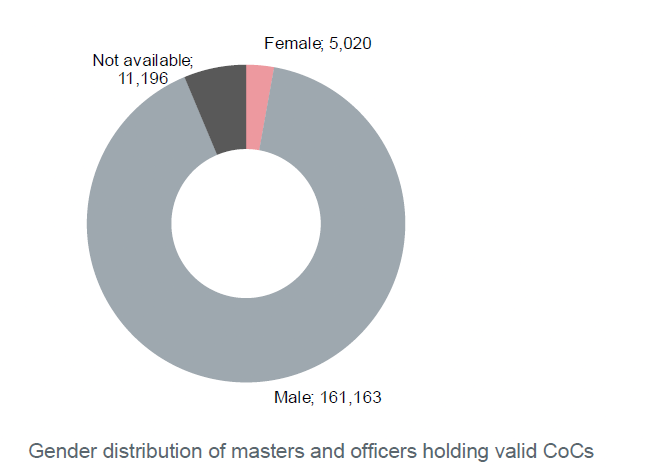 Female; 5,020
Not available;
11,196
Male; 161,163
Gender distribution of masters and officers holding valid CoCs